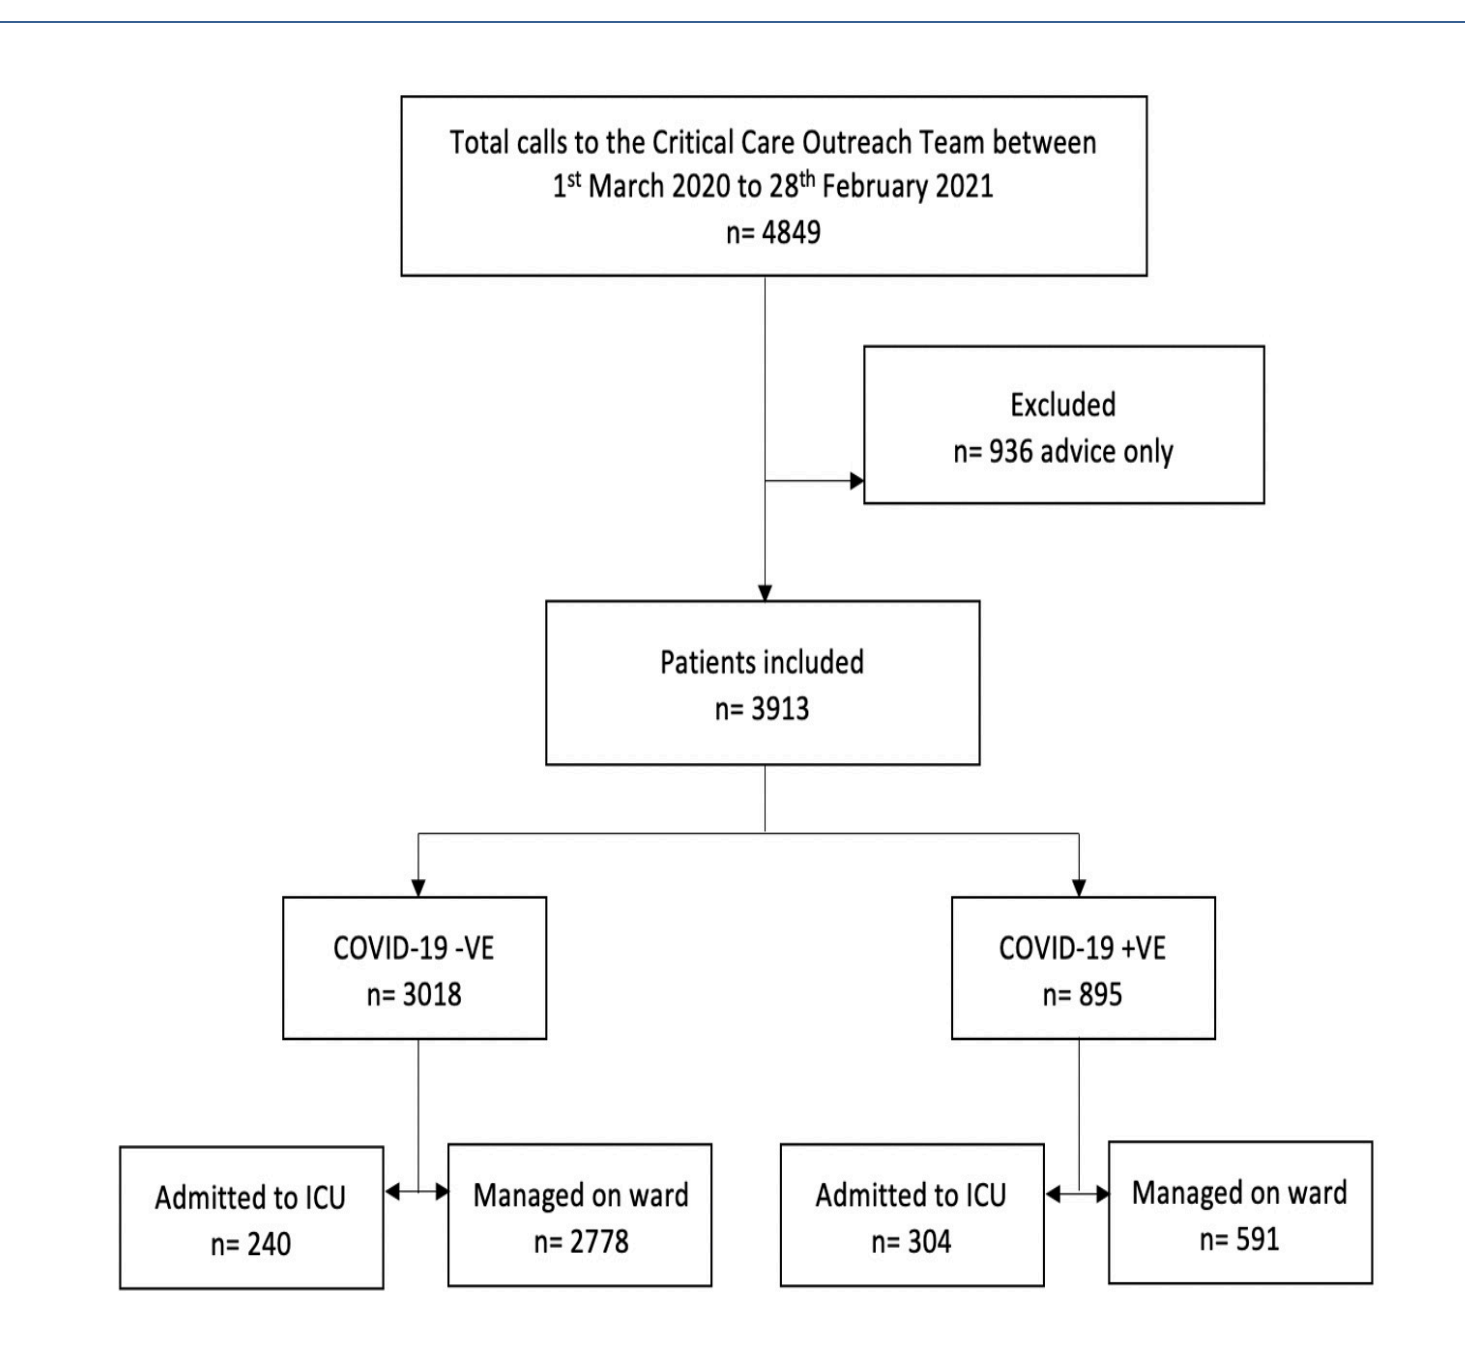 Total calls to the Critical Care Outreach Team between
1st March 2020 to 28th February 2021
n= 4849
Excluded
n= 936 advice only
Patients included
n= 3913
COVID-19 -VE
n= 3018
COVID-19 +VE
n= 895
Admitted to ICU
n= 240
Managed on ward
n= 2778
Admitted to ICU
n= 304
Managed on ward
n= 591